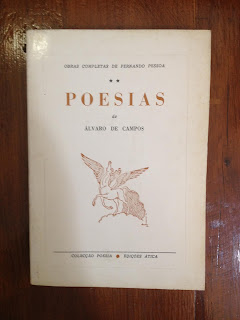 OBRAS COMPLETAS DE FERNANDO PESSOA
★★
POESIAS
de
ÁLVARO DE CAMPOS
COLECÇÃO POESIA ● EDIÇÕES ÁTICA